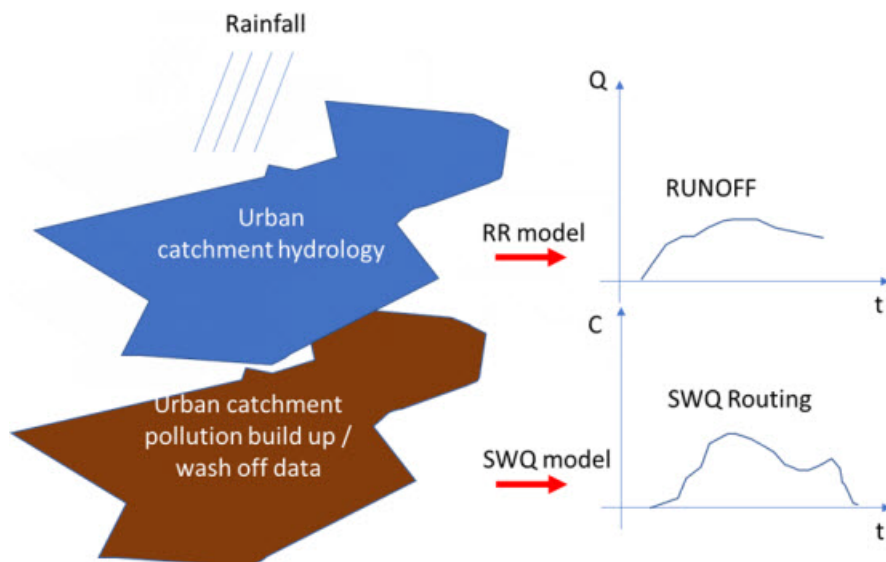 Rainfall
Q
Urban
catchment hydrology
RUNOFF
RR model
t
C
Urban catchment
pollution build up /
wash off data
SWQ Routing
SWQ model
t